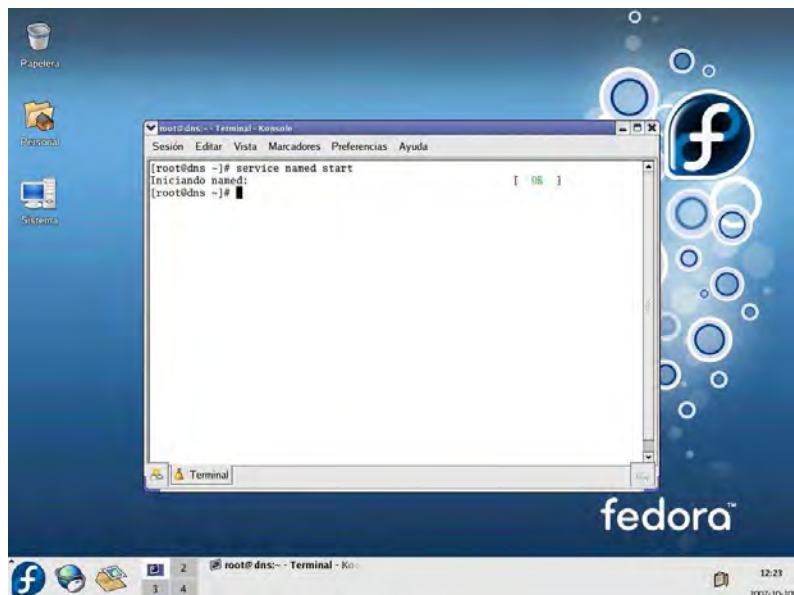 Papelera
Personal
Sistema
root@dns:~ - Terminal - Konsole
Sesión Editar Vista Marcadores Preferencias Ayuda
[root@dns ~]# service named start
Iniciando named: [ OK ]
[root@dns ~]#
Terminal
fedora™
2
3 4
root@dns:~ - Terminal - Ko
12:23